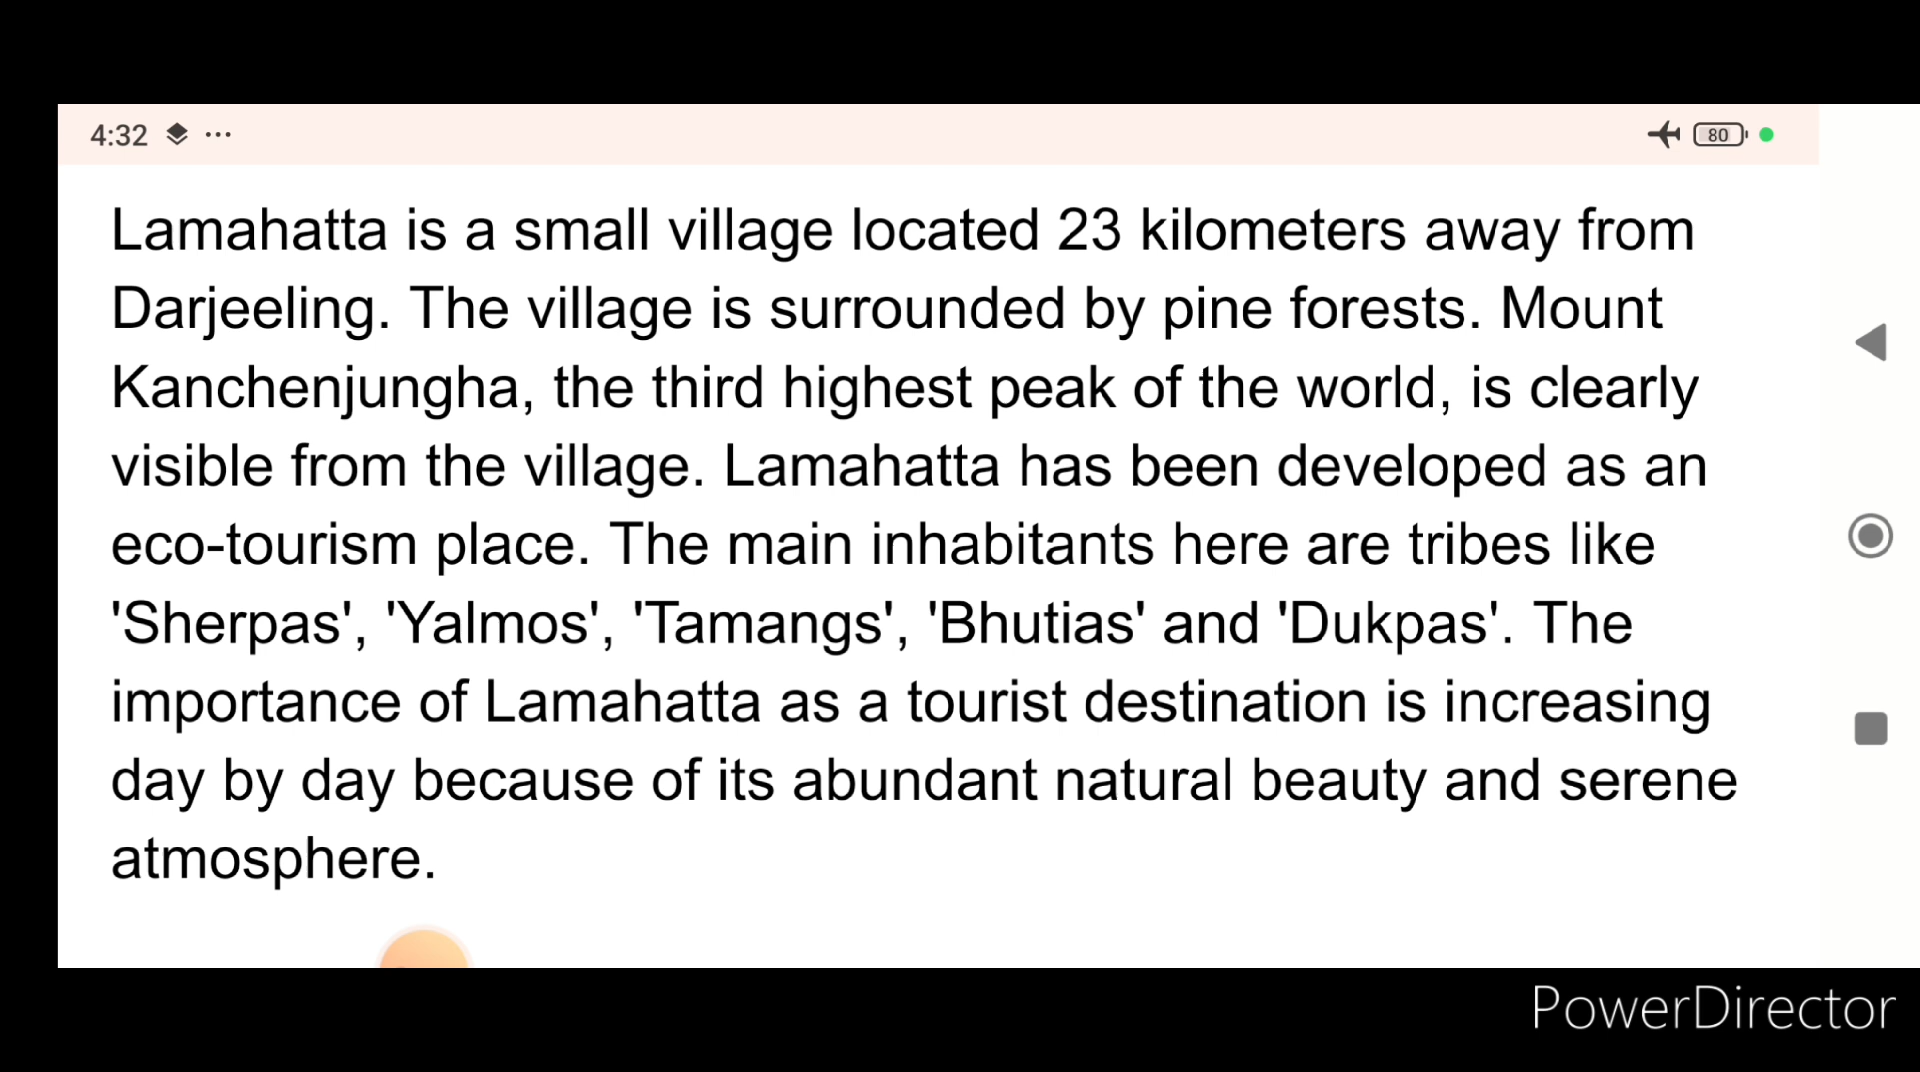 4:32 ...
80
Lamahatta is a small village located 23 kilometers away from
Darjeeling. The village is surrounded by pine forests. Mount
Kanchenjungha, the third highest peak of the world, is clearly
visible from the village. Lamahatta has been developed as an
eco-tourism place. The main inhabitants here are tribes like
'Sherpas', 'Yalmos', 'Tamangs', 'Bhutias' and 'Dukpas'. The
importance of Lamahatta as a tourist destination is increasing
day by day because of its abundant natural beauty and serene
atmosphere.
PowerDirector